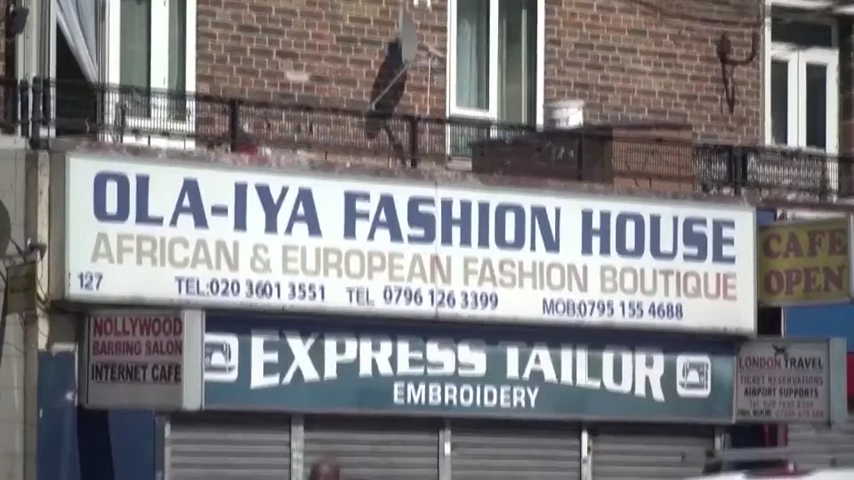 OLA-IYA FASHION HOUSE
AFRICAN & EUROPEAN FASHION BOUTIQUE
127
TEL:020 3601 3551 TEL 0796 126 3399 MOB:0795 155 4688
CAFE
OPEN
NOLLYWOOD
BARBING SALON
INTERNET CAFE
EXPRESS TAILOR
EMBROIDERY
LONDON TRAVEL
TICKET RESERVATIONS
AIRPORT SUPPORTS